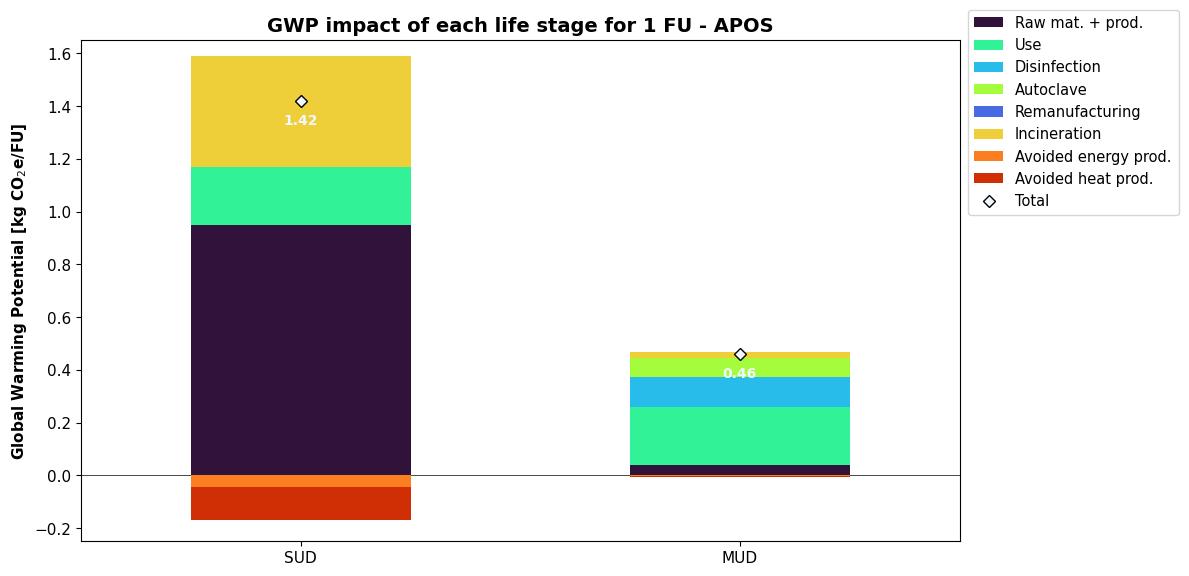 GWP impact of each life stage for 1 FU - APOS
Raw mat. + prod.
Use
Disinfection
Autoclave
Remanufacturing
Incineration
Avoided energy prod.
Avoided heat prod.
Total
Global Warming Potential [kg CO₂e/FU]
1.6
1.4
1.2
1.0
0.8
0.6
0.4
0.2
0.0
−0.2
1.42
0.46
SUD
MUD